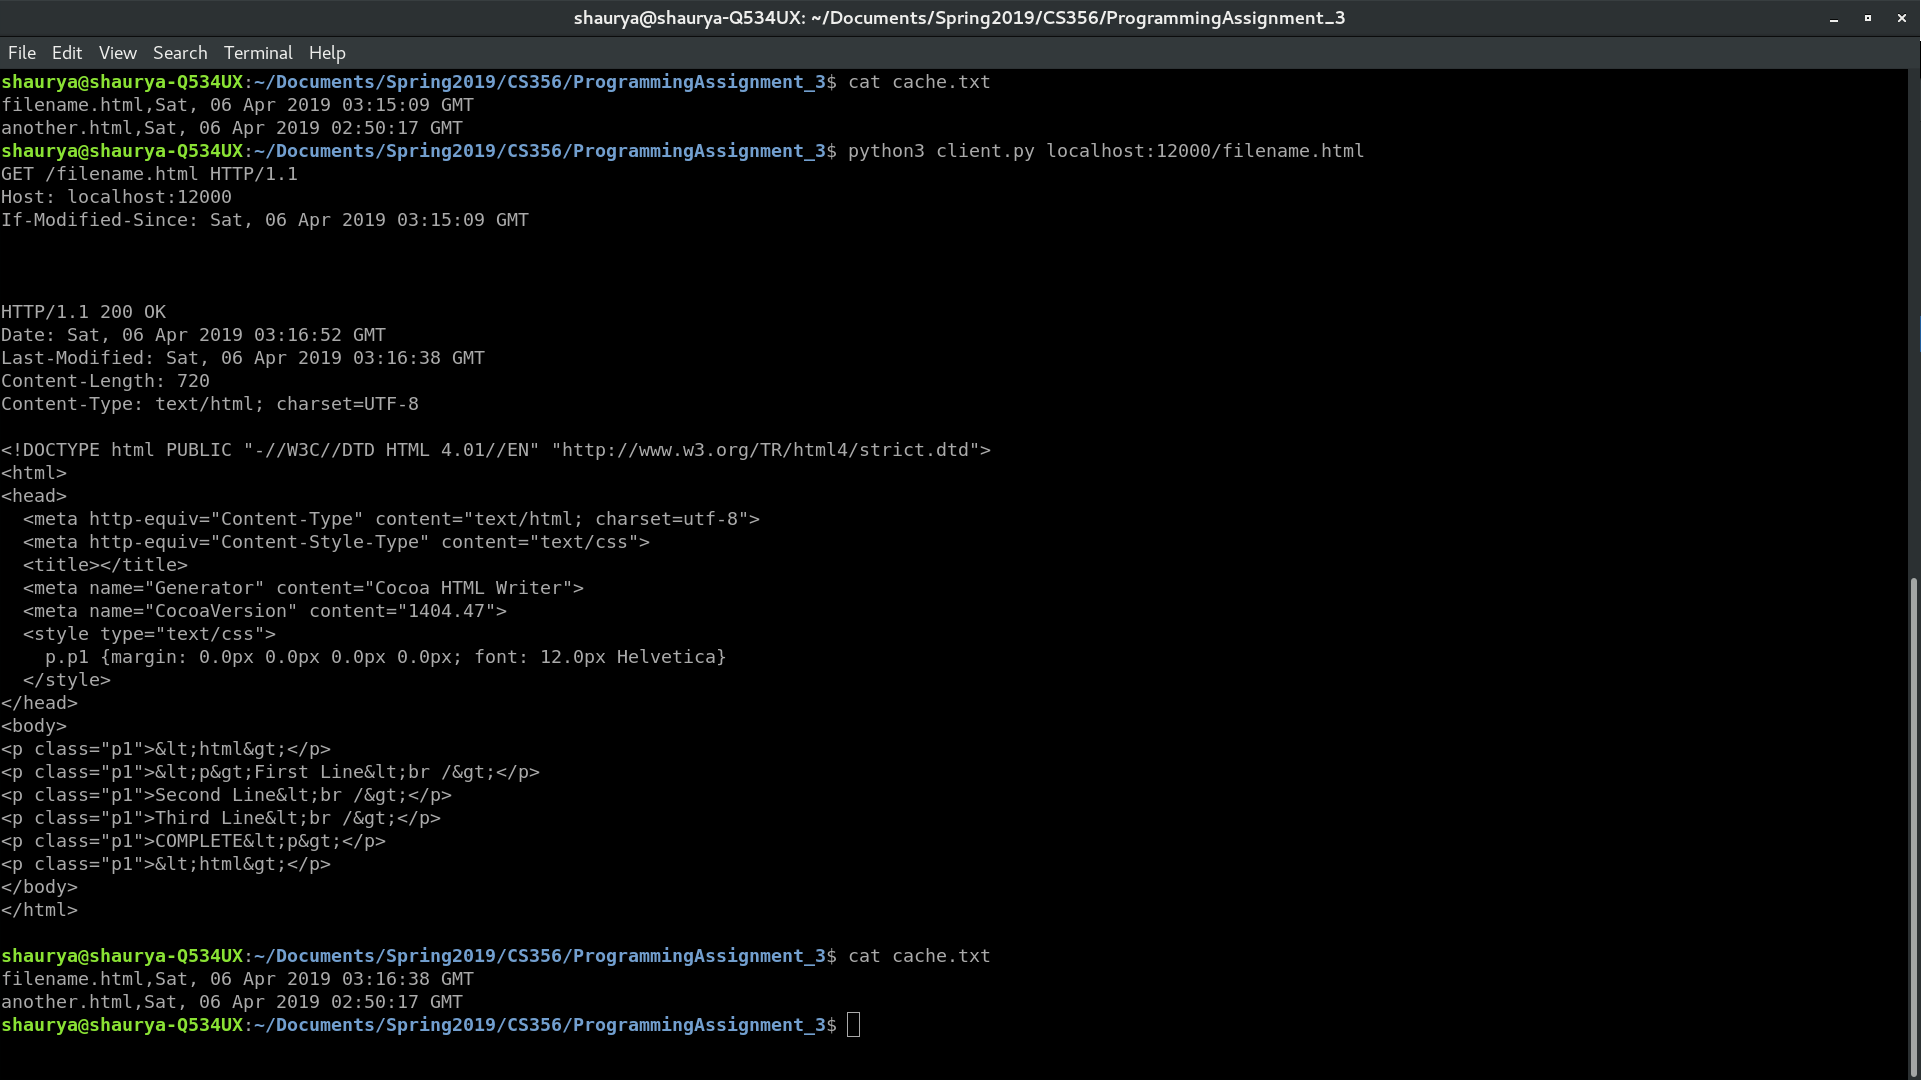 shaurya@shaurya-Q534UX: ~/Documents/Spring2019/CS356/ProgrammingAssignment_3
File Edit View Search Terminal Help
shaurya@shaurya-Q534UX:~/Documents/Spring2019/CS356/ProgrammingAssignment_3$ cat cache.txt
filename.html,Sat, 06 Apr 2019 03:15:09 GMT
another.html,Sat, 06 Apr 2019 02:50:17 GMT
shaurya@shaurya-Q534UX:~/Documents/Spring2019/CS356/ProgrammingAssignment_3$ python3 client.py localhost:12000/filename.html
GET /filename.html HTTP/1.1
Host: localhost:12000
If-Modified-Since: Sat, 06 Apr 2019 03:15:09 GMT
HTTP/1.1 200 OK
Date: Sat, 06 Apr 2019 03:16:52 GMT
Last-Modified: Sat, 06 Apr 2019 03:16:38 GMT
Content-Length: 720
Content-Type: text/html; charset=UTF-8
<!DOCTYPE html PUBLIC "-//W3C//DTD HTML 4.01//EN" "http://www.w3.org/TR/html4/strict.dtd">
<html>
<head>
  <meta http-equiv="Content-Type" content="text/html; charset=utf-8">
  <meta http-equiv="Content-Style-Type" content="text/css">
  <title></title>
  <meta name="Generator" content="Cocoa HTML Writer">
  <meta name="CocoaVersion" content="1404.47">
  <style type="text/css">
    p.p1 {margin: 0.0px 0.0px 0.0px 0.0px; font: 12.0px Helvetica}
  </style>
</head>
<body>
<p class="p1">&lt;html&gt;</p>
<p class="p1">&lt;p&gt;First Line&lt;br /&gt;</p>
<p class="p1">Second Line&lt;br /&gt;</p>
<p class="p1">Third Line&lt;br /&gt;</p>
<p class="p1">COMPLETE&lt;p&gt;</p>
<p class="p1">&lt;html&gt;</p>
</body>
</html>
shaurya@shaurya-Q534UX:~/Documents/Spring2019/CS356/ProgrammingAssignment_3$ cat cache.txt
filename.html,Sat, 06 Apr 2019 03:16:38 GMT
another.html,Sat, 06 Apr 2019 02:50:17 GMT
shaurya@shaurya-Q534UX:~/Documents/Spring2019/CS356/ProgrammingAssignment_3$